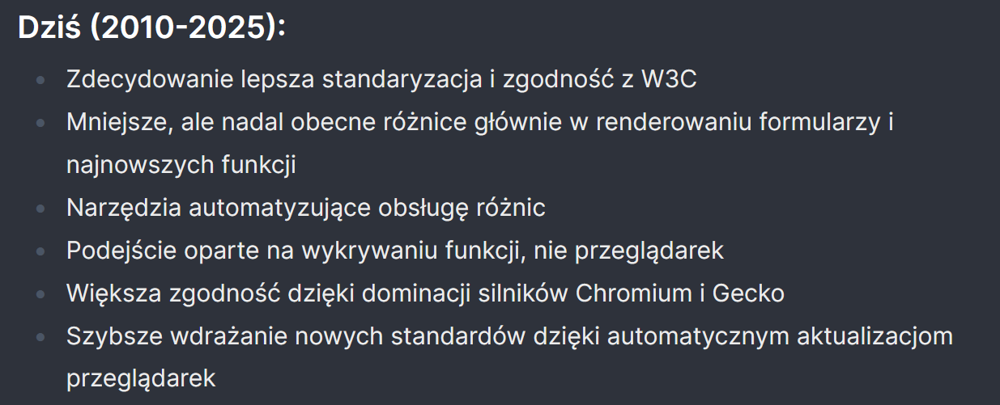 Dziś (2010-2025):
Zdecydowanie lepsza standaryzacja i zgodność z W3C
Mniejsze, ale nadal obecne różnice głównie w renderowaniu formularzy i
najnowszych funkcji
Narzędzia automatyzujące obsługę różnic
Podejście oparte na wykrywaniu funkcji, nie przeglądarek
Większa zgodność dzięki dominacji silników Chromium i Gecko
Szybsze wdrażanie nowych standardów dzięki automatycznym aktualizacjom
przeglądarek